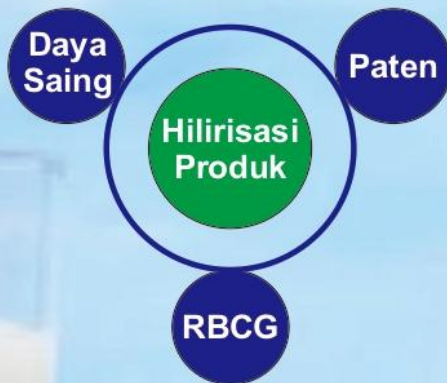 Daya
Saing
Paten
Hilirisasi
Produk
RBCG